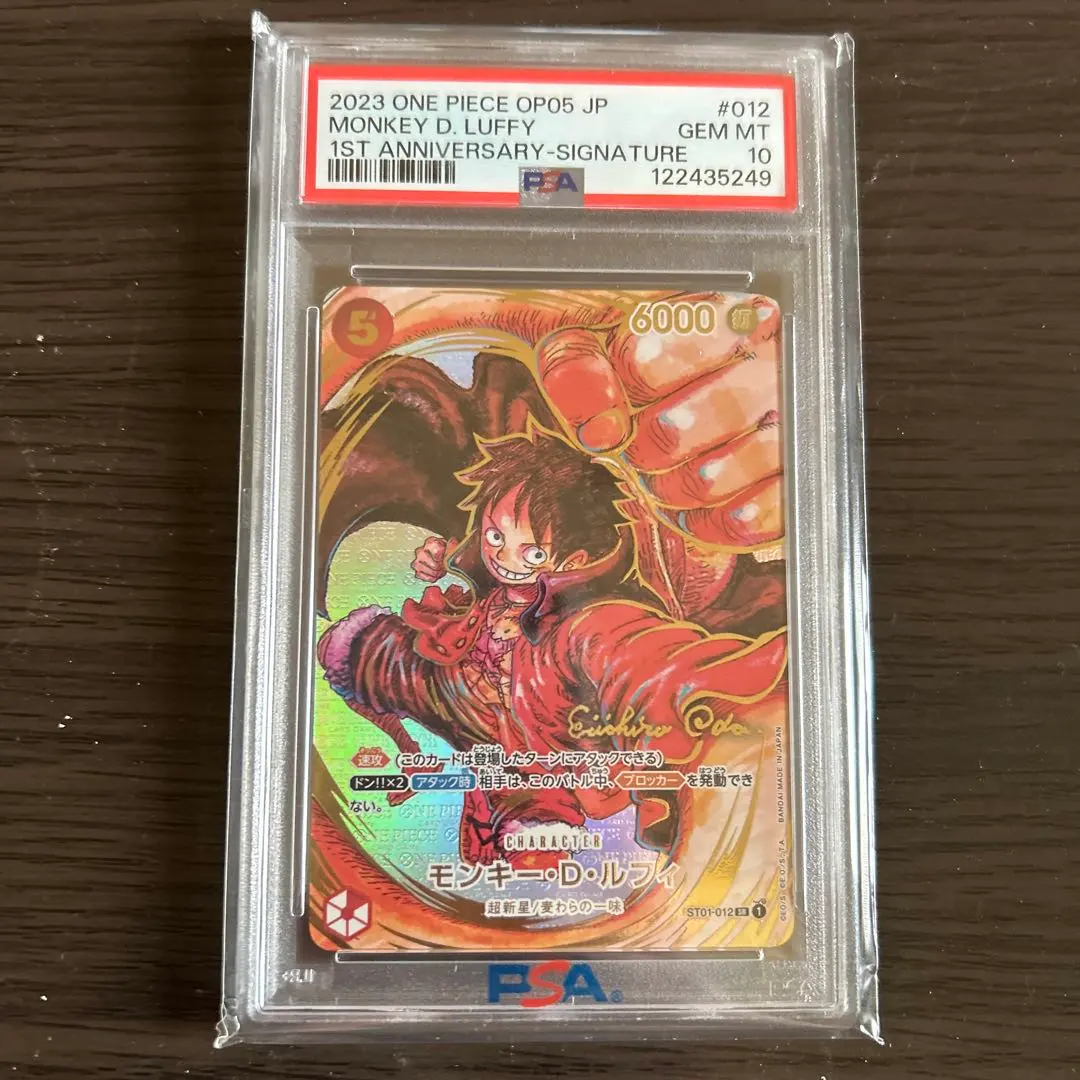 2023 ONE PIECE OP05 JP #012
MONKEY D. LUFFY GEM MT
1ST ANNIVERSARY-SIGNATURE 10
PSA 122435249
5 6000
Eiichiro Oda
速攻 (このカードは登場したターンにアタックできる)
ドン!!×2 アタック時 相手は、このバトル中、ブロッカーを発動でき
ない。
CHARACTER
モンキー・D・ルフィ
超新星/麦わらの一味
ST01-012 SR 1
BANDAI MADE IN JAPAN
PSA